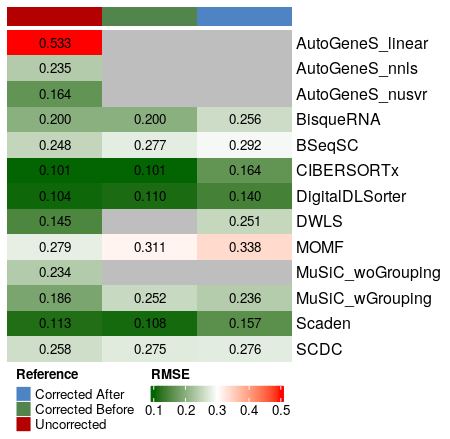 0.533 AutoGeneS_linear
0.235 AutoGeneS_nnls
0.164 AutoGeneS_nusvr
0.200 0.200 0.256 BisqueRNA
0.248 0.277 0.292 BSeqSC
0.101 0.101 0.164 CIBERSORTx
0.104 0.110 0.140 DigitalDLSorter
0.145 0.251 DWLS
0.279 0.311 0.338 MOMF
0.234 MuSiC_woGrouping
0.186 0.252 0.236 MuSiC_wGrouping
0.113 0.108 0.157 Scaden
0.258 0.275 0.276 SCDC
Reference
Corrected After
Corrected Before
Uncorrected
RMSE
0.1 0.2 0.3 0.4 0.5